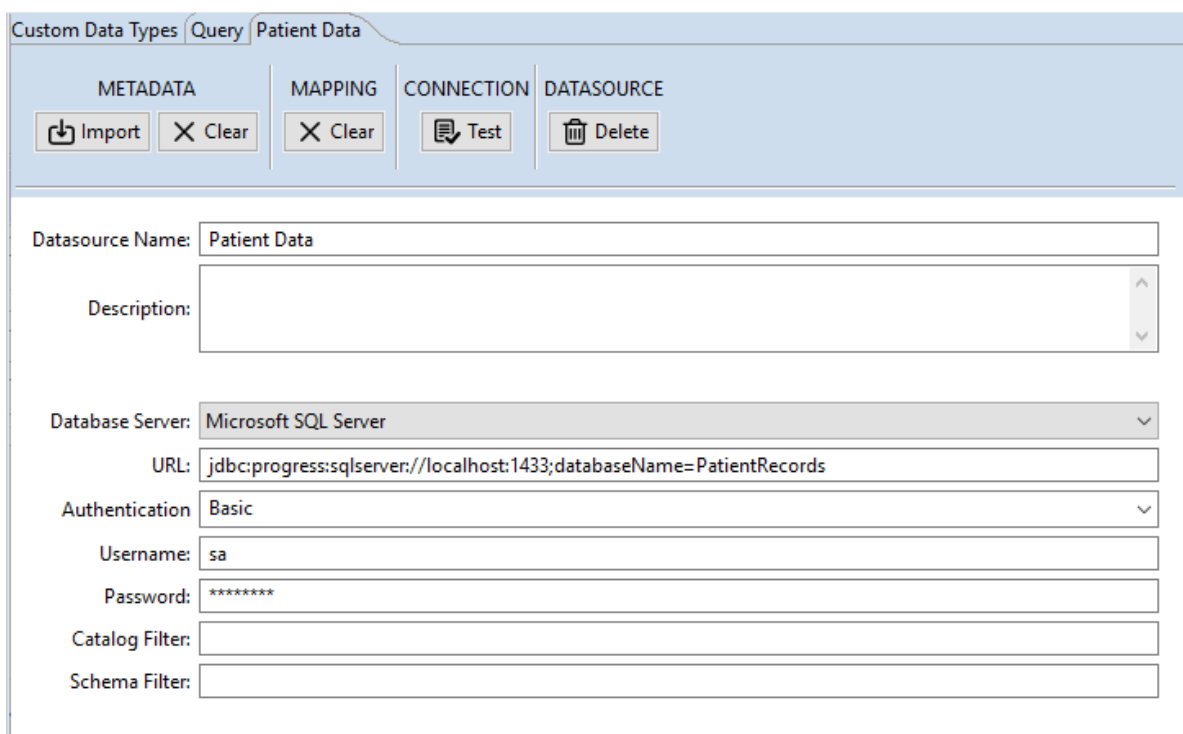 Custom Data Types Query Patient Data
METADATA MAPPING CONNECTION DATASOURCE
Import Clear Clear Test Delete
Datasource Name: Patient Data
Description:
Database Server: Microsoft SQL Server
URL: jdbc:progress:sqlserver://localhost:1433;databaseName=PatientRecords
Authentication Basic
Username: sa
Password: ********
Catalog Filter:
Schema Filter: